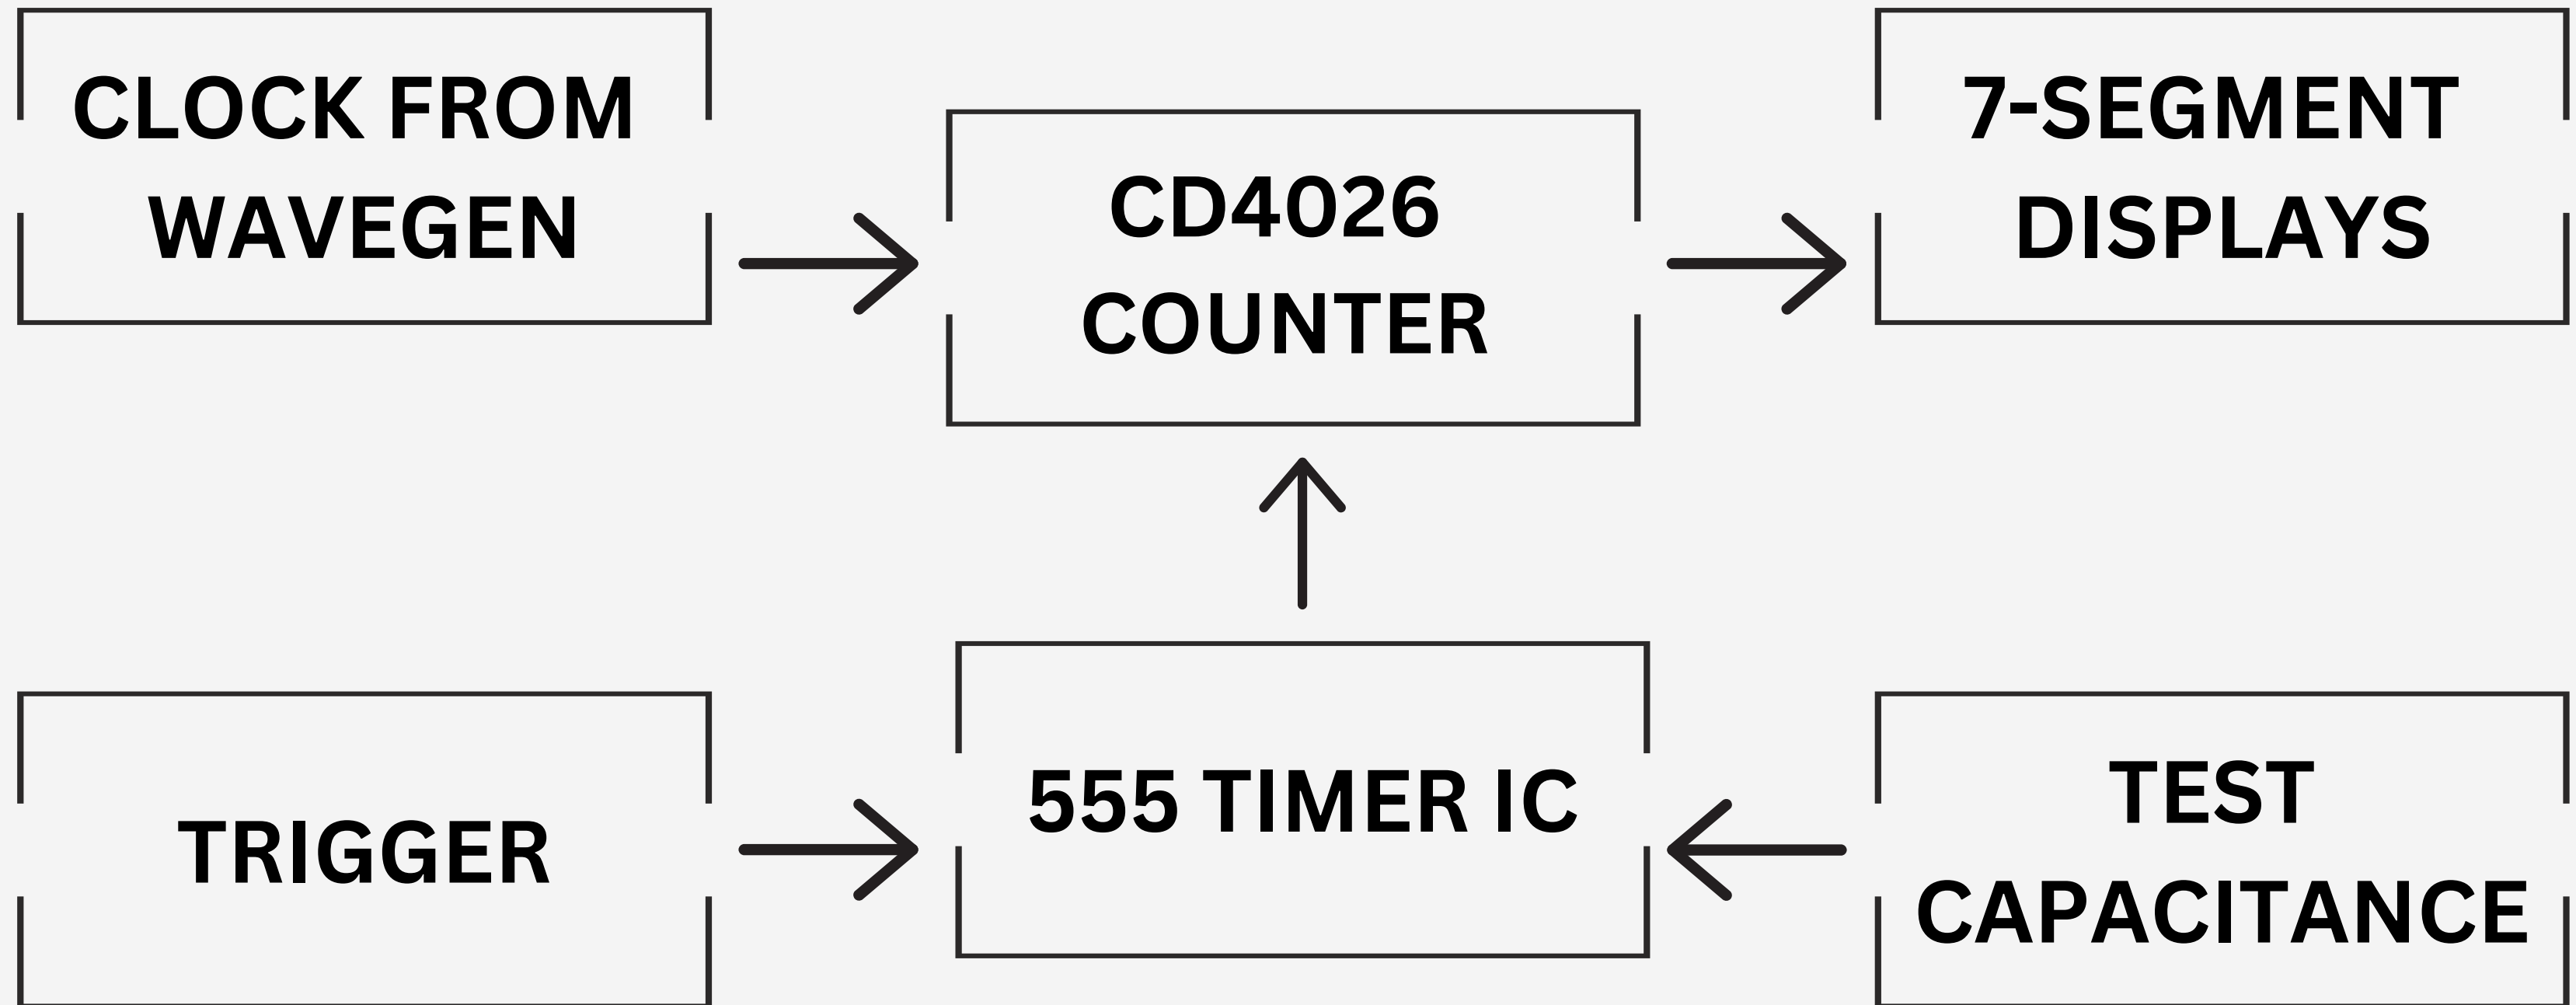 CLOCK FROM
WAVEGEN
CD4026
COUNTER
7-SEGMENT
DISPLAYS
TRIGGER
555 TIMER IC
TEST
CAPACITANCE